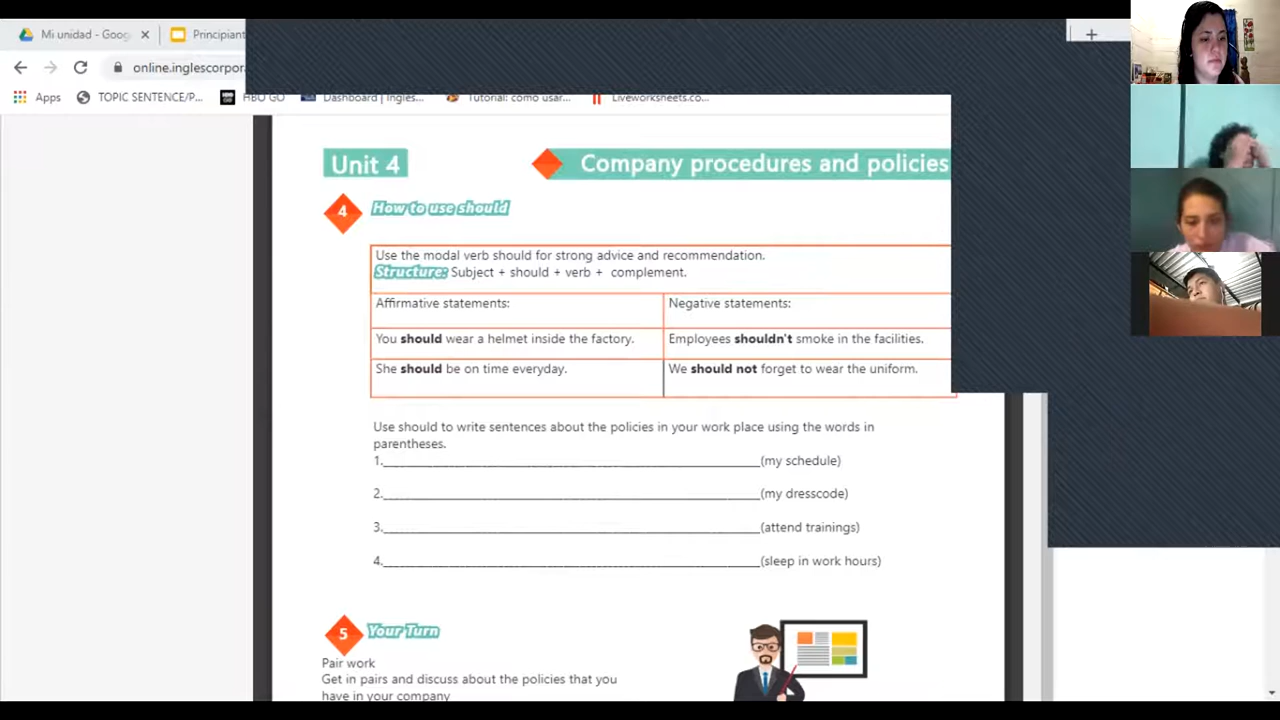 Mi unidad - Goog
Principiant
online.inglescorpora
Apps
TOPIC SENTENCE/P...
HBO GO
Dashboard | Ingles...
Tutorial: cómo usar...
Liveworksheets.co...
Unit 4
Company procedures and policies
4
How to use should
Use the modal verb should for strong advice and recommendation.
Structure: Subject + should + verb + complement.
Affirmative statements:
Negative statements:
You should wear a helmet inside the factory.
Employees shouldn't smoke in the facilities.
She should be on time everyday.
We should not forget to wear the uniform.
Use should to write sentences about the policies in your work place using the words in
parentheses.
1.______________________________(my schedule)
2.______________________________(my dresscode)
3.______________________________(attend trainings)
4.______________________________(sleep in work hours)
5
Your Turn
Pair work
Get in pairs and discuss about the policies that you
have in your company